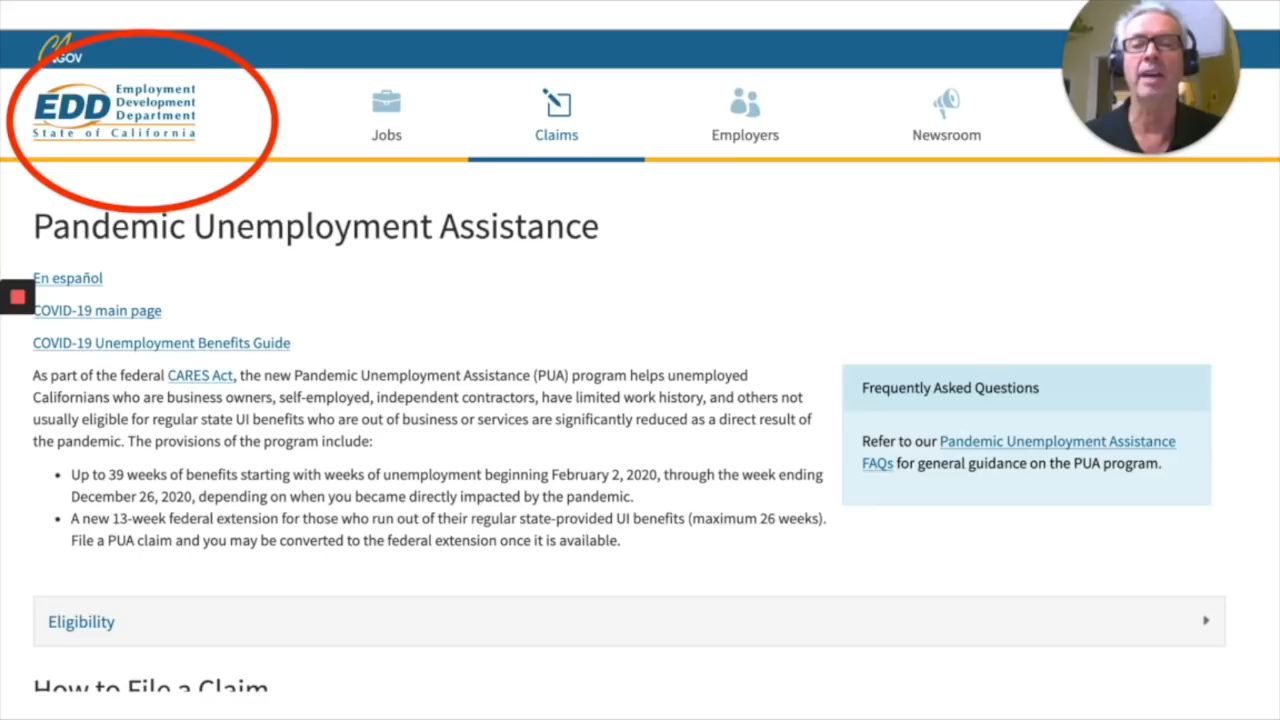 CA.GOV
EDD
Employment
Development
Department
State of California
Jobs
Claims
Employers
Newsroom
Pandemic Unemployment Assistance
En español
COVID-19 main page
COVID-19 Unemployment Benefits Guide
As part of the federal CARES Act, the new Pandemic Unemployment Assistance (PUA) program helps unemployed
Californians who are business owners, self-employed, independent contractors, have limited work history, and others not
usually eligible for regular state UI benefits who are out of business or services are significantly reduced as a direct result of
the pandemic. The provisions of the program include:
• Up to 39 weeks of benefits starting with weeks of unemployment beginning February 2, 2020, through the week ending
December 26, 2020, depending on when you became directly impacted by the pandemic.
• A new 13-week federal extension for those who run out of their regular state-provided UI benefits (maximum 26 weeks).
File a PUA claim and you may be converted to the federal extension once it is available.
Frequently Asked Questions
Refer to our Pandemic Unemployment Assistance
FAQs for general guidance on the PUA program.
Eligibility
How to File a Claim